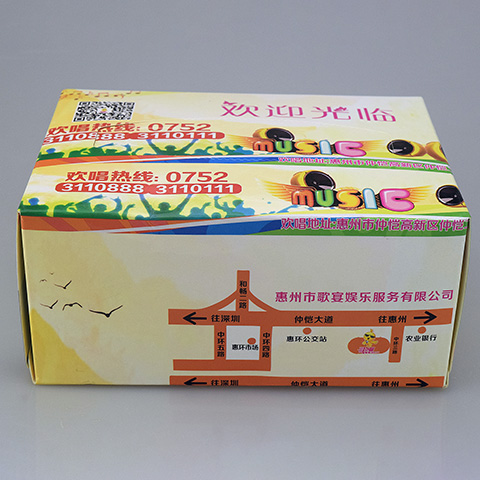 欢迎光临
欢唱热线: 0752
3110888 3110111
MUSIC
欢唱热线: 0752
3110888 3110111
MUSIC
欢唱地址:惠州市仲恺高新区仲恺
和畅二路
惠州市歌宴娱乐服务有限公司
往深圳
仲恺大道
往惠州
中环五路
惠环市场
中环四路
惠环公交站
农业银行
往深圳
仲恺大道
往惠州